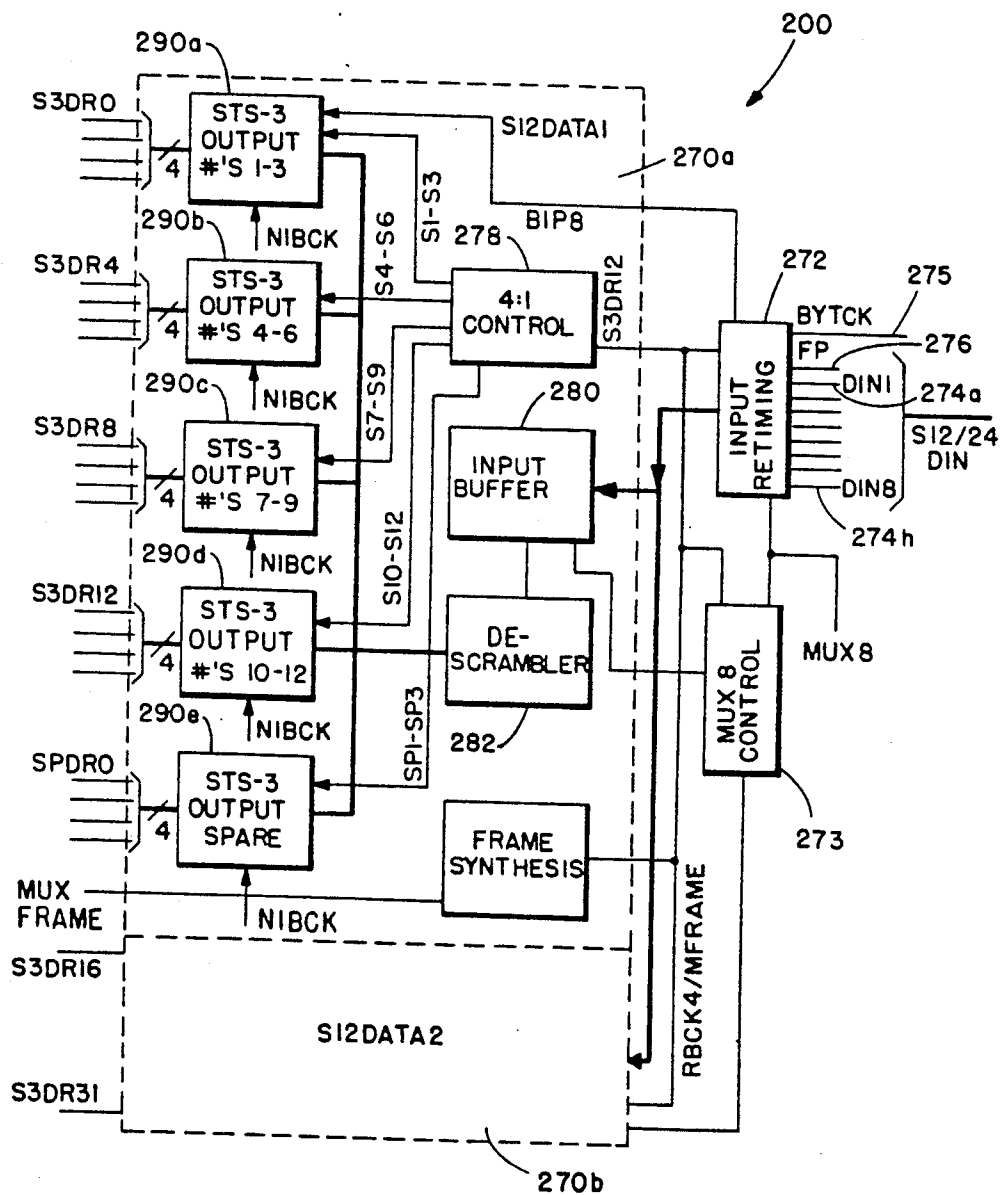 200
290a
S3DR0
STS-3
OUTPUT
#'S 1-3
4
S12DATA1
270a
NIBCK
BIP8
S1-S3
S4-S6
290b
S3DR4
STS-3
OUTPUT
#'S 4-6
4
NIBCK
278
4:1
CONTROL
S3DR12
272
INPUT
RETIMING
BYTCK
275
FP
276
DIN1
274a
S12/24
DIN
DIN8
274h
290c
S3DR8
STS-3
OUTPUT
#'S 7-9
4
NIBCK
S7-S9
280
INPUT
BUFFER
S10-S12
290d
S3DR12
STS-3
OUTPUT
#'S 10-12
4
NIBCK
DE-
SCRAMBLER
282
MUX8
MUX 8
CONTROL
273
SP1-SP3
290e
SPDR0
STS-3
OUTPUT
SPARE
4
NIBCK
FRAME
SYNTHESIS
MUX
FRAME
RBCK4/MFRAME
S3DR16
S12DATA2
S3DR31
270b